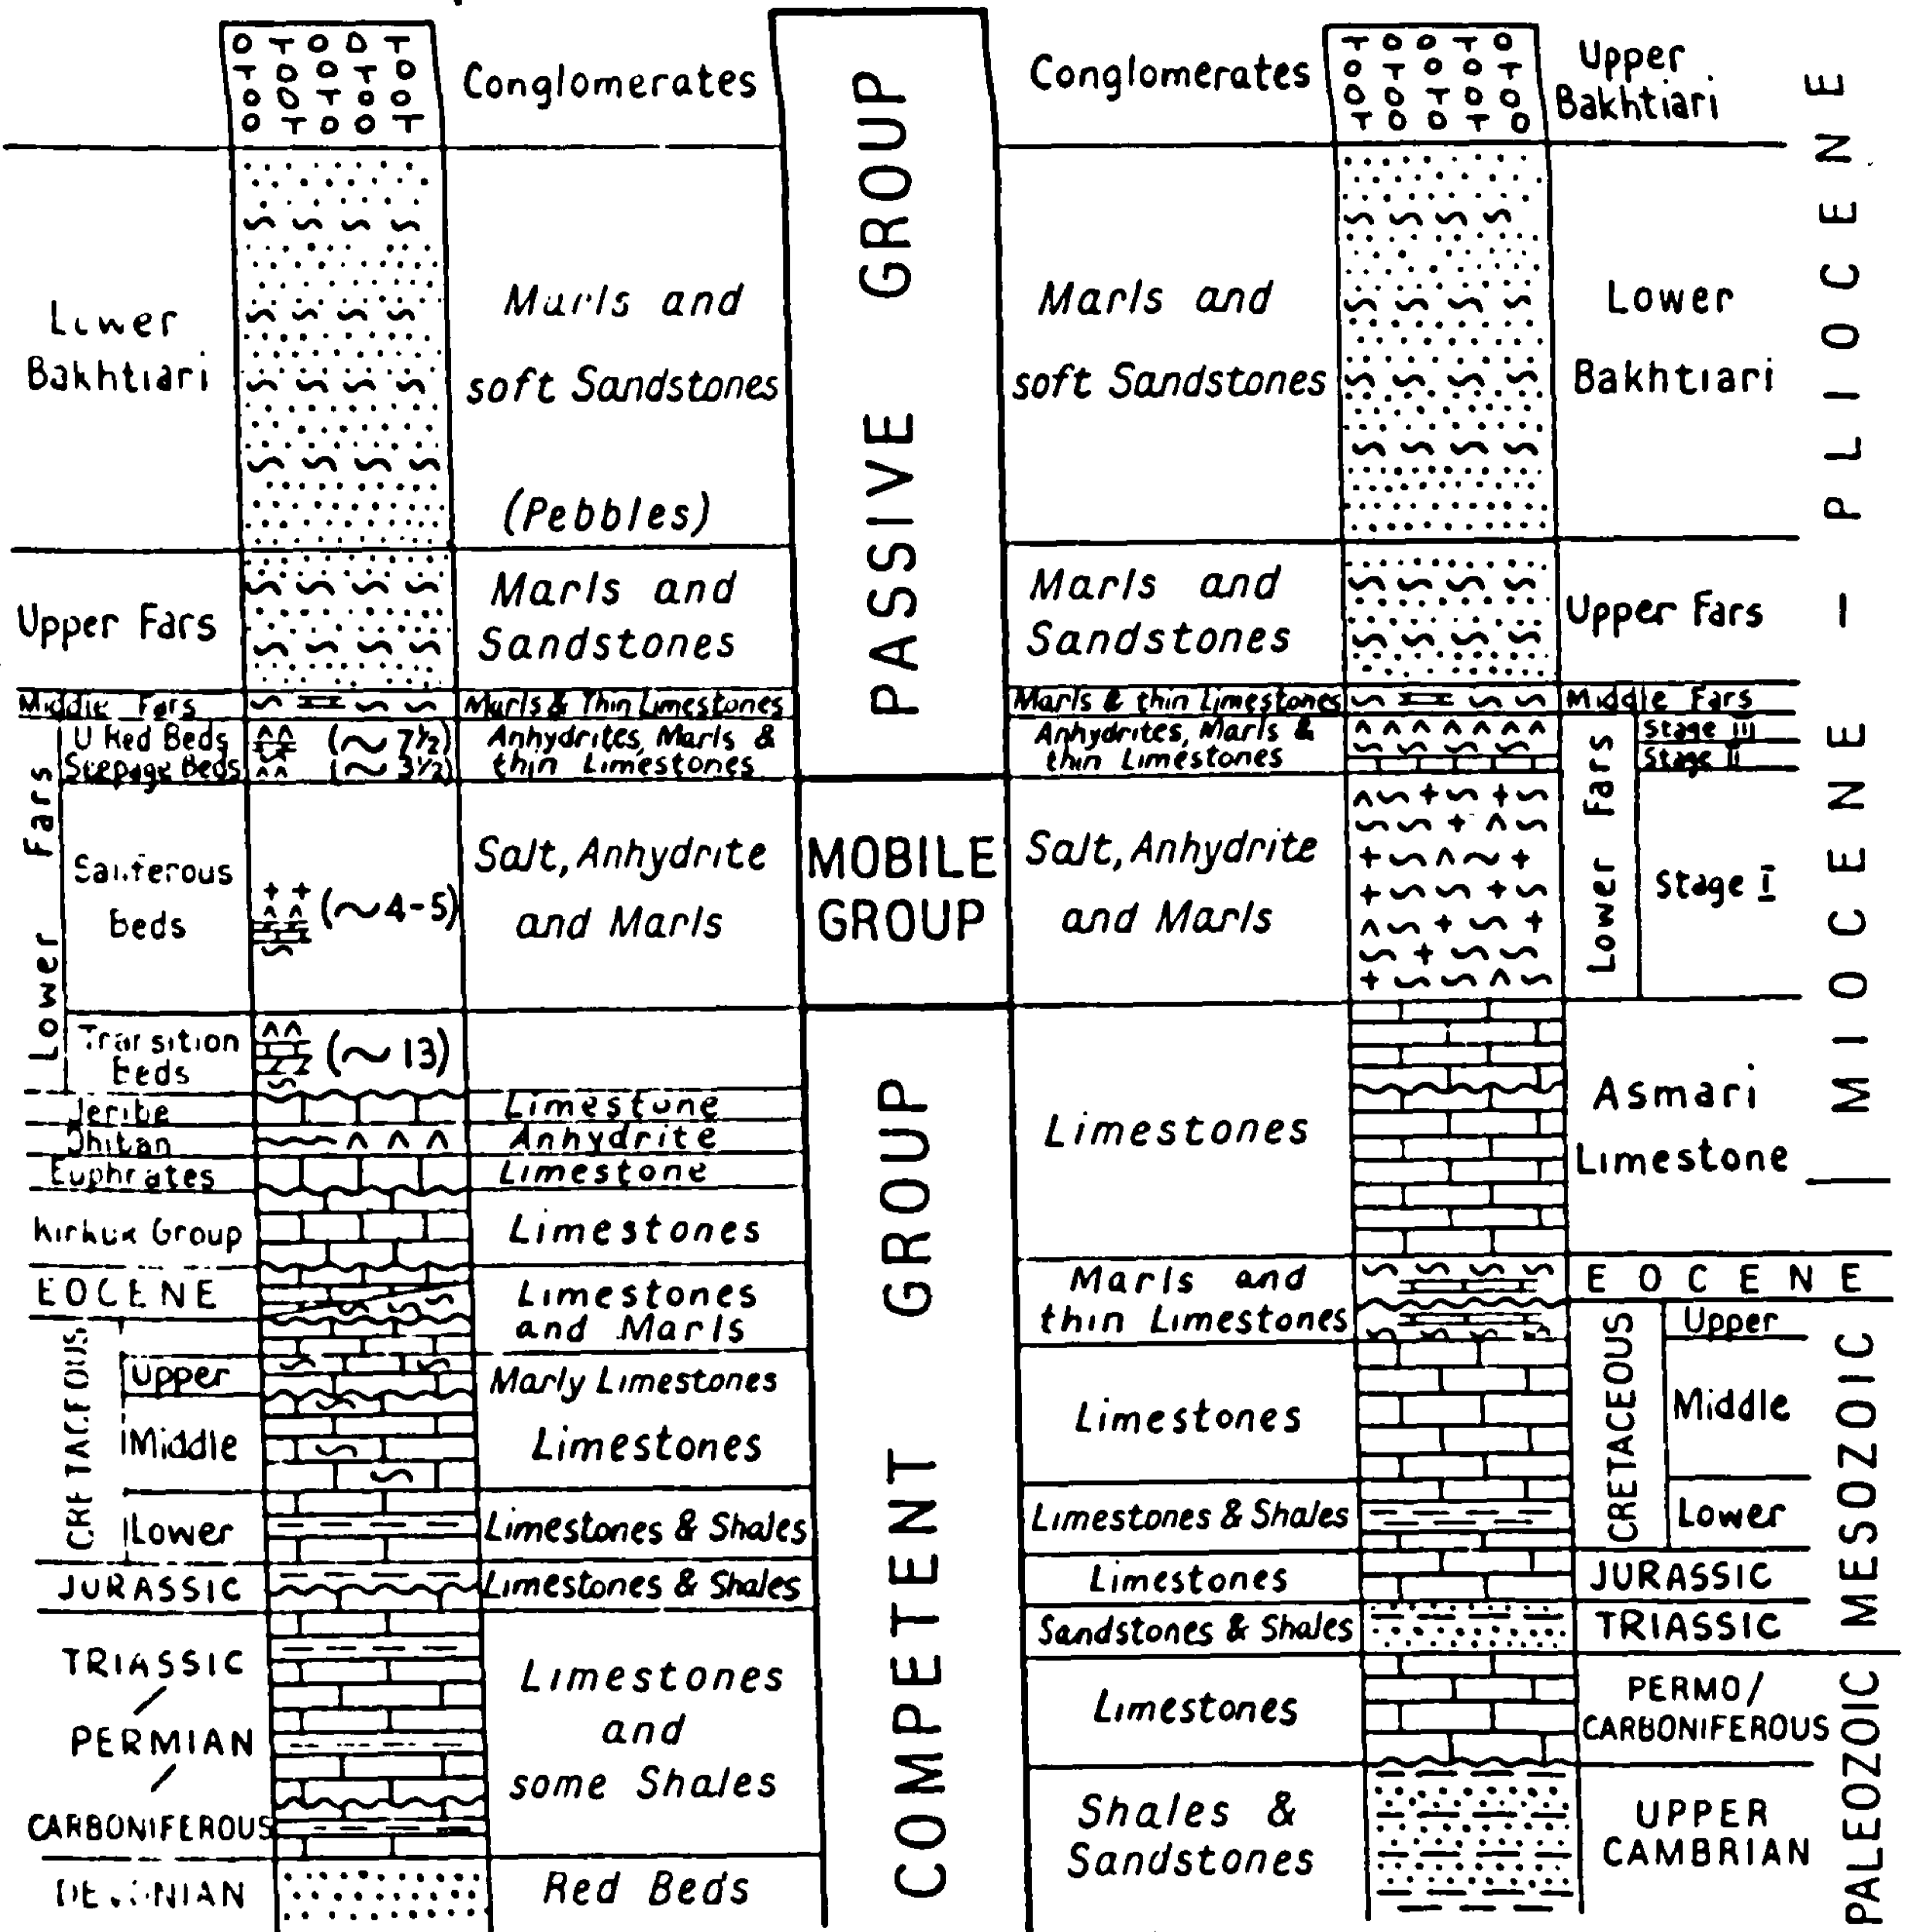 Conglomerates
Lower
Bakhtiari
Marls and
soft Sandstones
(Pebbles)
Upper Fars
Marls and
Sandstones
Middle Fars
Marls & Thin Limestones
Lower Fars
U Red Beds
(~ 7½)
Seepage Beds
(~ 3½)
Anhydrites, Marls &
thin Limestones
Saliferous
beds
(~4-5)
Salt, Anhydrite
and Marls
Transition
beds
(~ 13)
Jeribe
Limestone
Dhiban
Anhydrite
Euphrates
Limestone
Kirkuk Group
Limestones
EOCENE
Limestones
and Marls
CRETACEOUS
Upper
Marly Limestones
Middle
Limestones
Lower
Limestones & Shales
JURASSIC
Limestones & Shales
TRIASSIC
/
PERMIAN
/
CARBONIFEROUS
Limestones
and
some Shales
DEVONIAN
Red Beds
PASSIVE GROUP
MOBILE
GROUP
COMPETENT GROUP
Conglomerates
Upper
Bakhtiari
Marls and
soft Sandstones
Lower
Bakhtiari
Marls and
Sandstones
Upper Fars
Marls & thin Limestones
Middle Fars
Anhydrites, Marls &
thin Limestones
Lower Fars
Stage III
Stage II
Salt, Anhydrite
and Marls
Stage I
Limestones
Asmari
Limestone
Marls and
thin Limestones
EOCENE
CRETACEOUS
Upper
Limestones
Middle
Limestones & Shales
Lower
Limestones
JURASSIC
Sandstones & Shales
TRIASSIC
Limestones
PERMO/
CARBONIFEROUS
Shales &
Sandstones
UPPER
CAMBRIAN
MIOCENE - PLIOCENE
MESOZOIC
PALEOZOIC